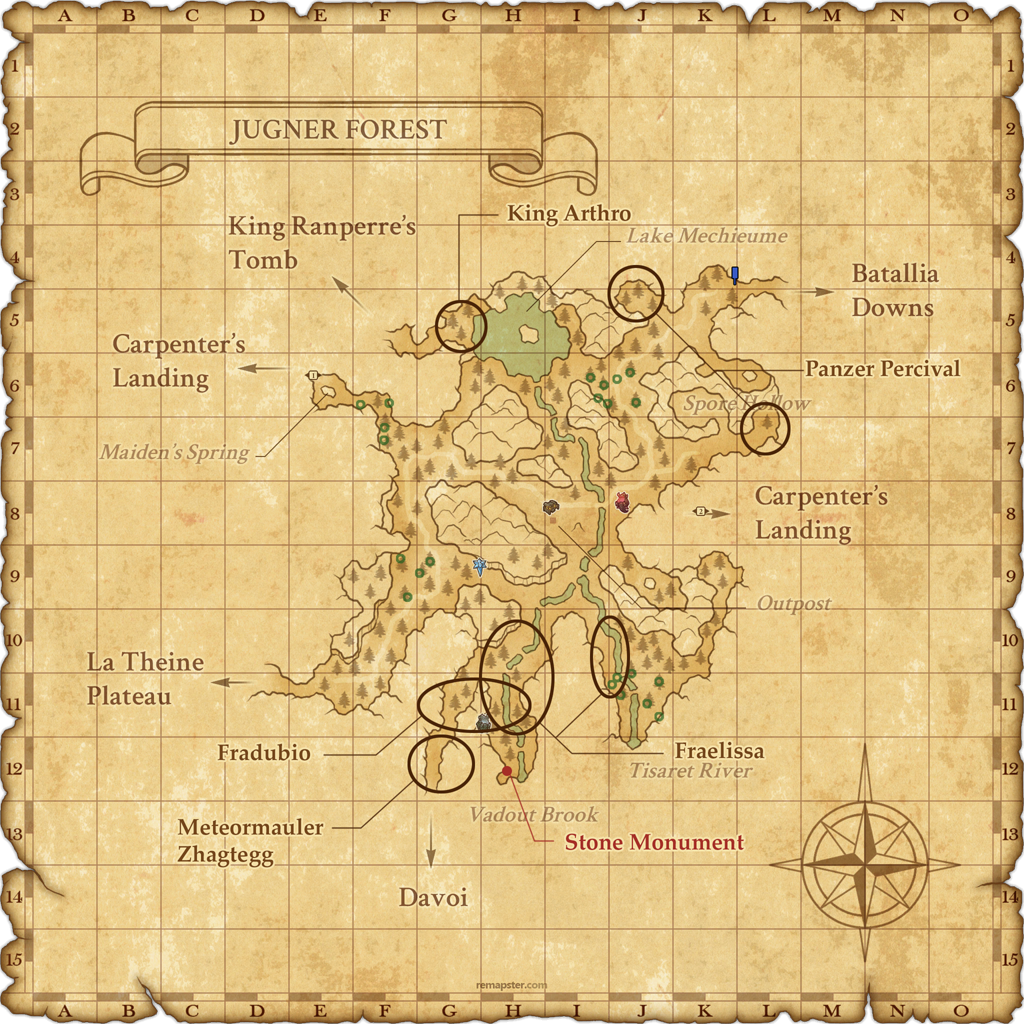 A B C D E F G H I J K L M N O
1 1
2 2
JUGNER FOREST
3 3
King Arthro
King Ranperre's
Tomb
Lake Mechieume
4 4
Batallia
Downs
5 5
Carpenter's
Landing
Panzer Percival
1
6 6
Spore Hollow
Maiden's Spring
7 7
Carpenter's
Landing
2
8 8
9 9
Outpost
10 10
La Theine
Plateau
11 11
Fradubio
Fraelissa
12 12
Tisaret River
Vadout Brook
Meteormauler
Zhagtegg
13 13
Stone Monument
Davoi
14 14
15 15
remapster.com
A B C D E F G H I J K L M N O